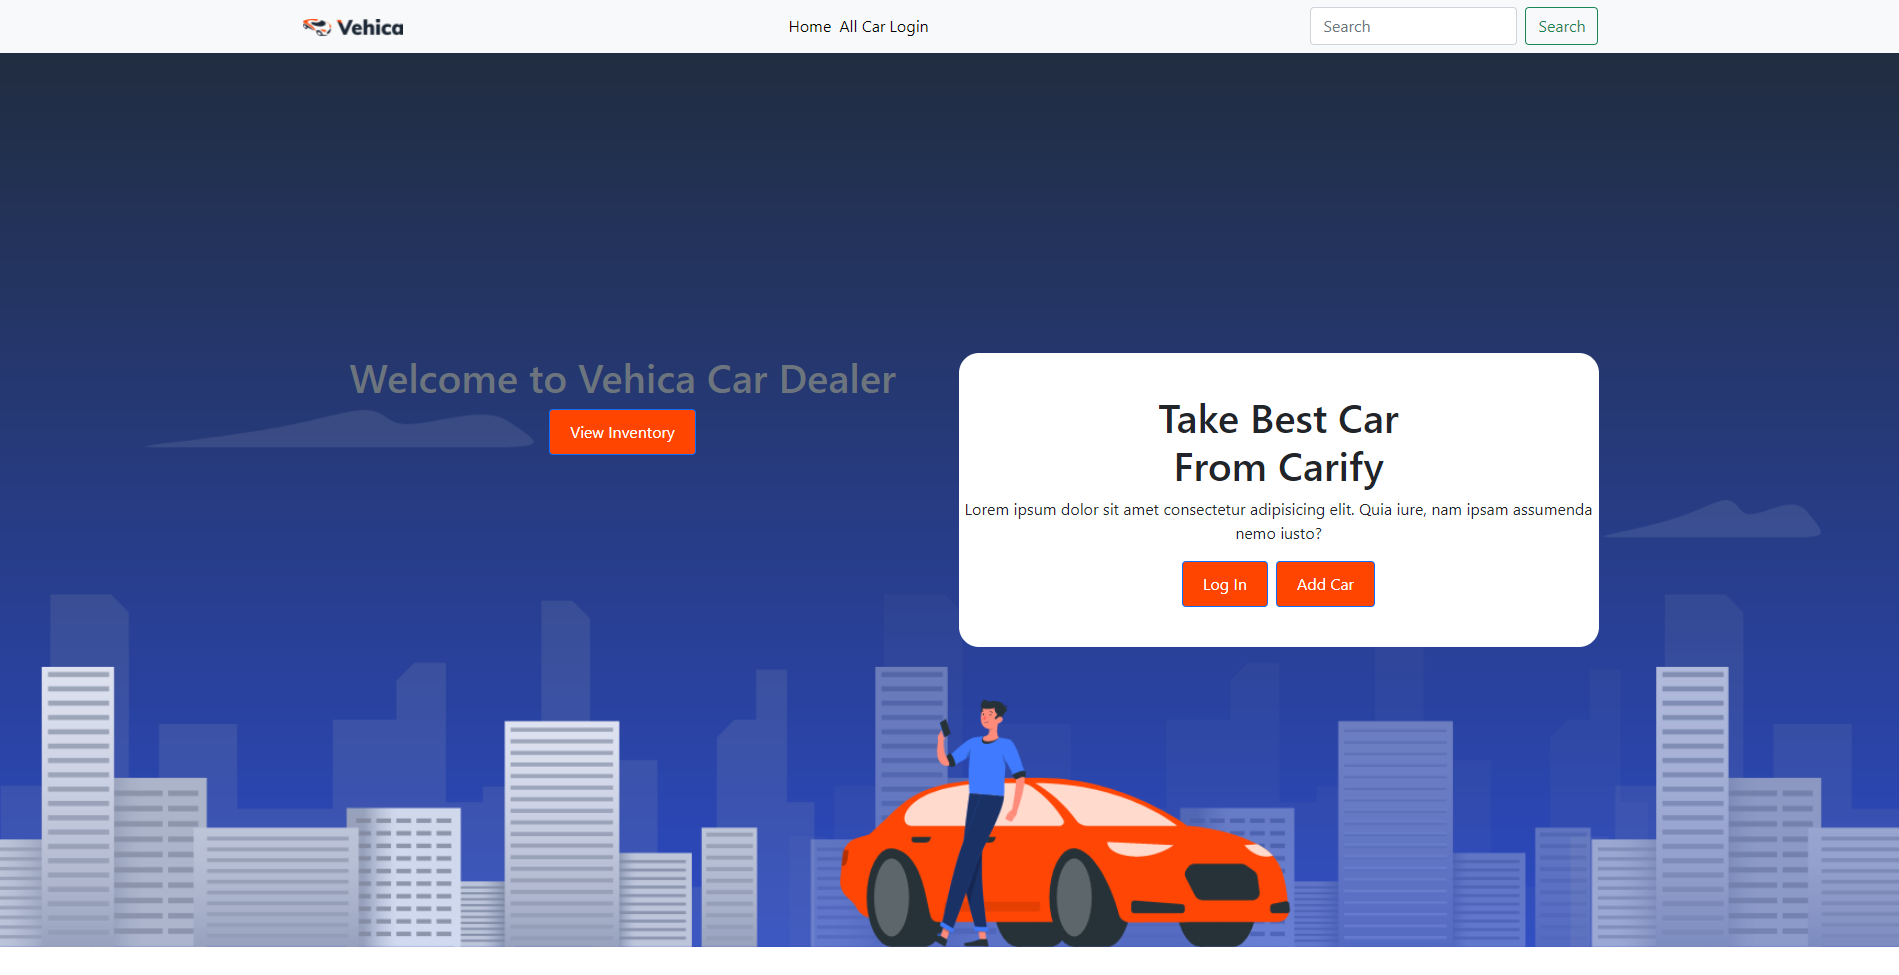 Vehica
Home All Car Login
Search
Search
Welcome to Vehica Car Dealer
View Inventory
Take Best Car
From Carify
Lorem ipsum dolor sit amet consectetur adipisicing elit. Quia iure, nam ipsam assumenda
nemo iusto?
Log In
Add Car